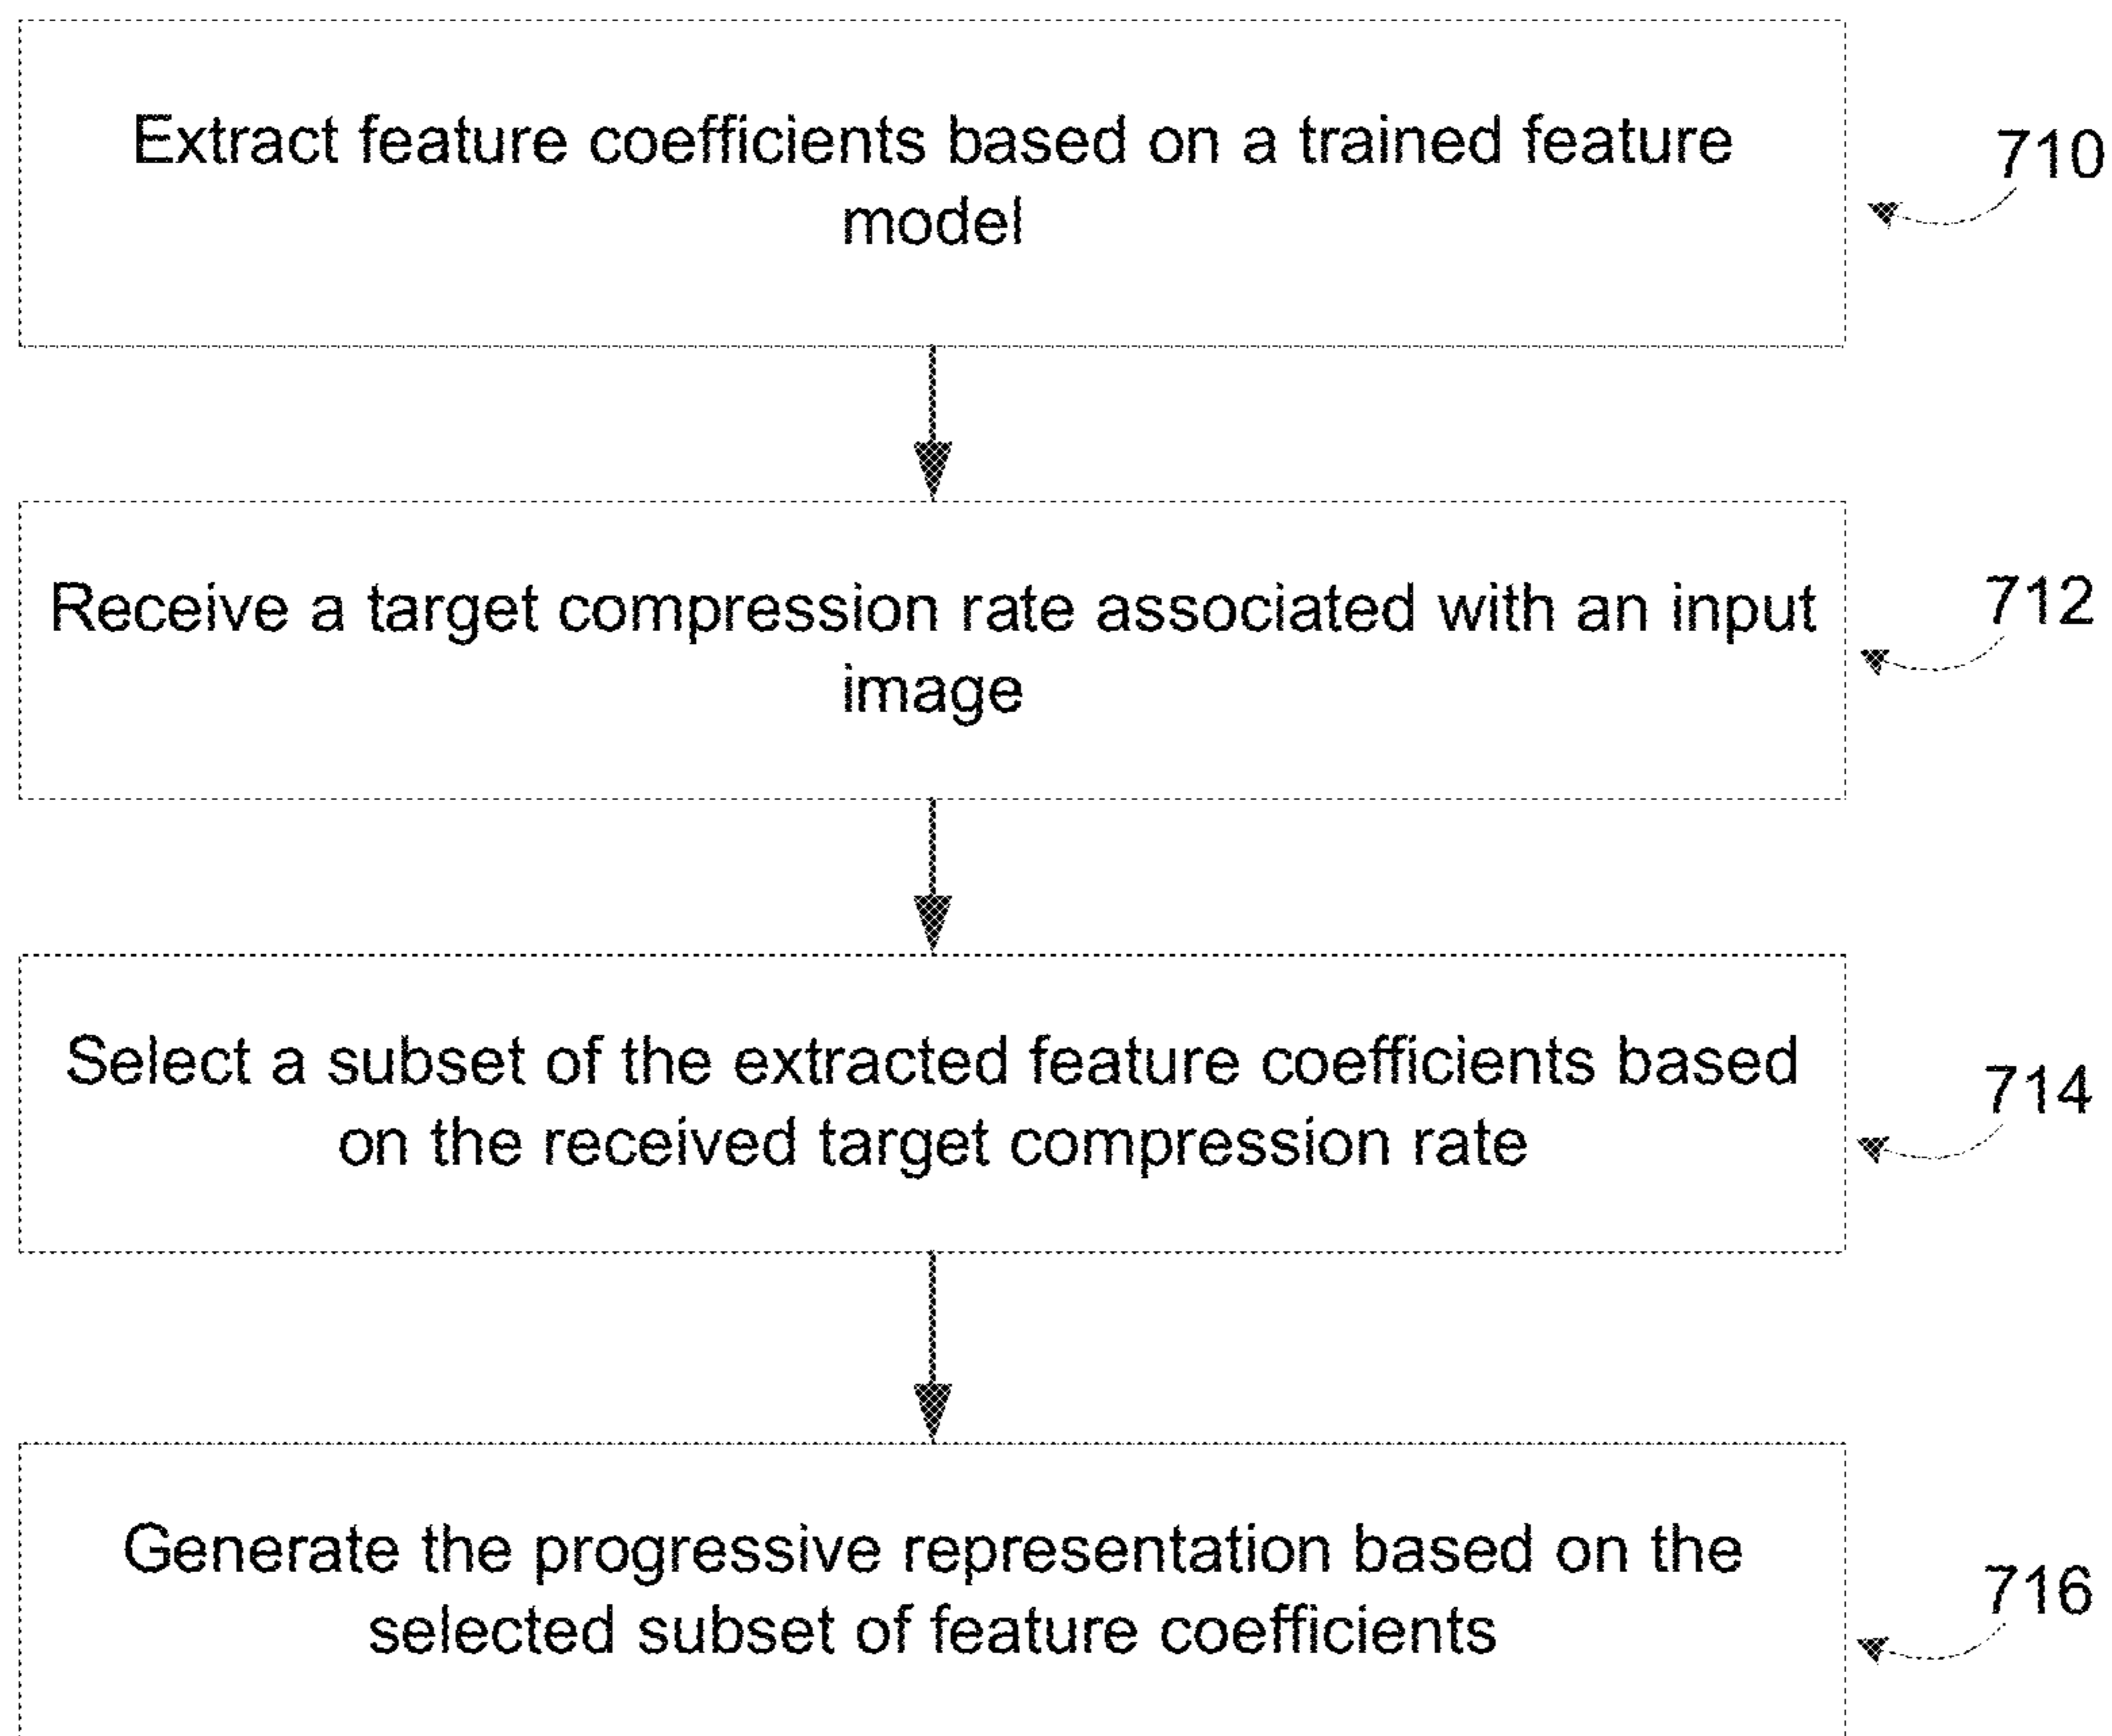 Extract feature coefficients based on a trained feature
model
710
Receive a target compression rate associated with an input
image
712
Select a subset of the extracted feature coefficients based
on the received target compression rate
714
Generate the progressive representation based on the
selected subset of feature coefficients
716